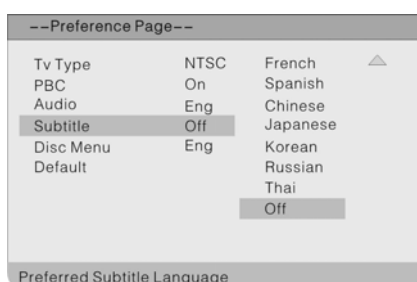 --Preference Page--
Tv Type NTSC French
PBC On Spanish
Audio Eng Chinese
Subtitle Off Japanese
Disc Menu Eng Korean
Default Russian
Thai
Off
Preferred Subtitle Language